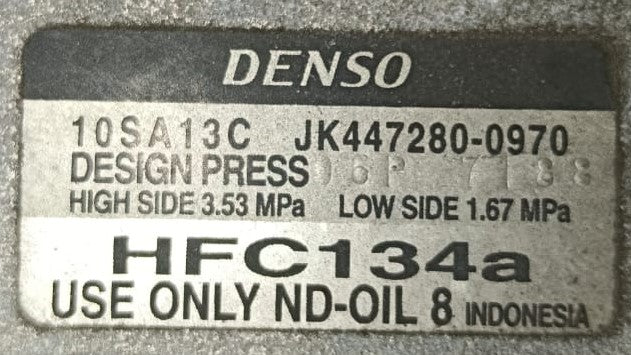 DENSO
10SA13C JK447280-0970
DESIGN PRESS
HIGH SIDE 3.53 MPa LOW SIDE 1.67 MPa
HFC134a
USE ONLY ND-OIL 8 INDONESIA